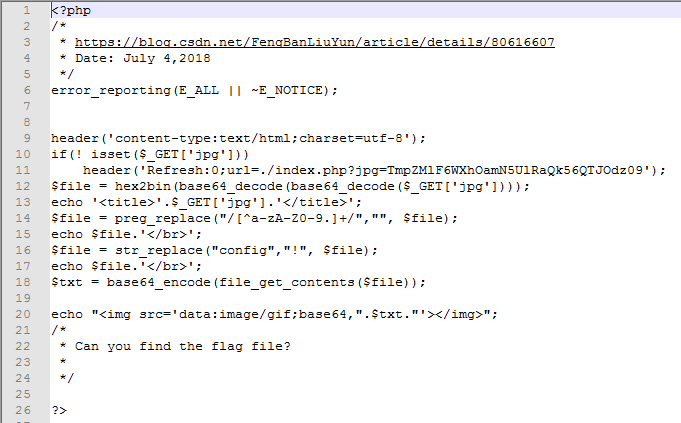 1 <?php
2 /*
3  * https://blog.csdn.net/FengBanLiuYun/article/details/80616607
4  * Date: July 4,2018
5  */
6 error_reporting(E_ALL || ~E_NOTICE);
7
8
9 header('content-type:text/html;charset=utf-8');
10 if(! isset($_GET['jpg']))
11     header('Refresh:0;url=./index.php?jpg=TmpZMlF6WXhOamN5UlRaQk56QTJOdz09');
12 $file = hex2bin(base64_decode(base64_decode($_GET['jpg'])));
13 echo '<title>'.$_GET['jpg'].'</title>';
14 $file = preg_replace("/[^a-zA-Z0-9.]+/","", $file);
15 echo $file.'</br>';
16 $file = str_replace("config","!", $file);
17 echo $file.'</br>';
18 $txt = base64_encode(file_get_contents($file));
19
20 echo "<img src='data:image/gif;base64,".$txt."'></img>";
21 /*
22  * Can you find the flag file?
23  *
24  */
25
26 ?>